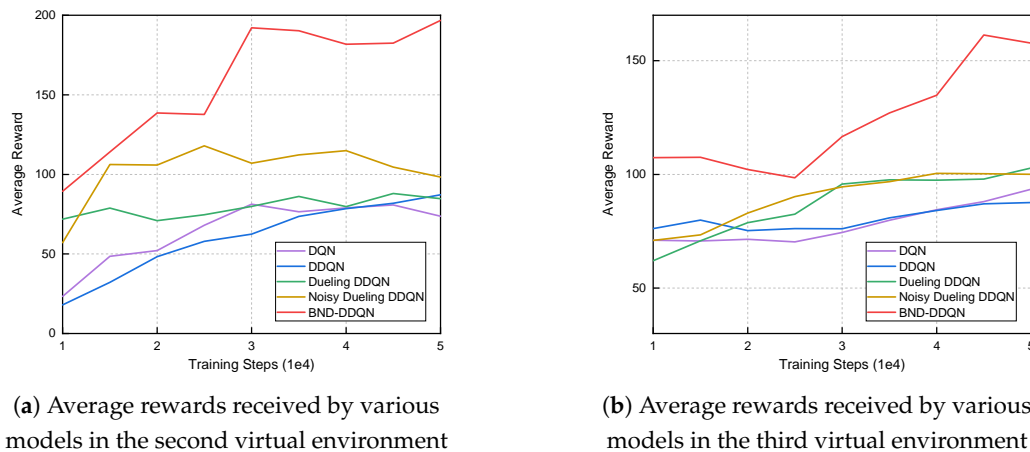 200
150
100
50
0
Average Reward
DQN
DDQN
Dueling DDQN
Noisy Dueling DDQN
BND-DDQN
1 2 3 4 5
Training Steps (1e4)
(a) Average rewards received by various
models in the second virtual environment
150
100
50
Average Reward
DQN
DDQN
Dueling DDQN
Noisy Dueling DDQN
BND-DDQN
1 2 3 4 5
Training Steps (1e4)
(b) Average rewards received by various
models in the third virtual environment